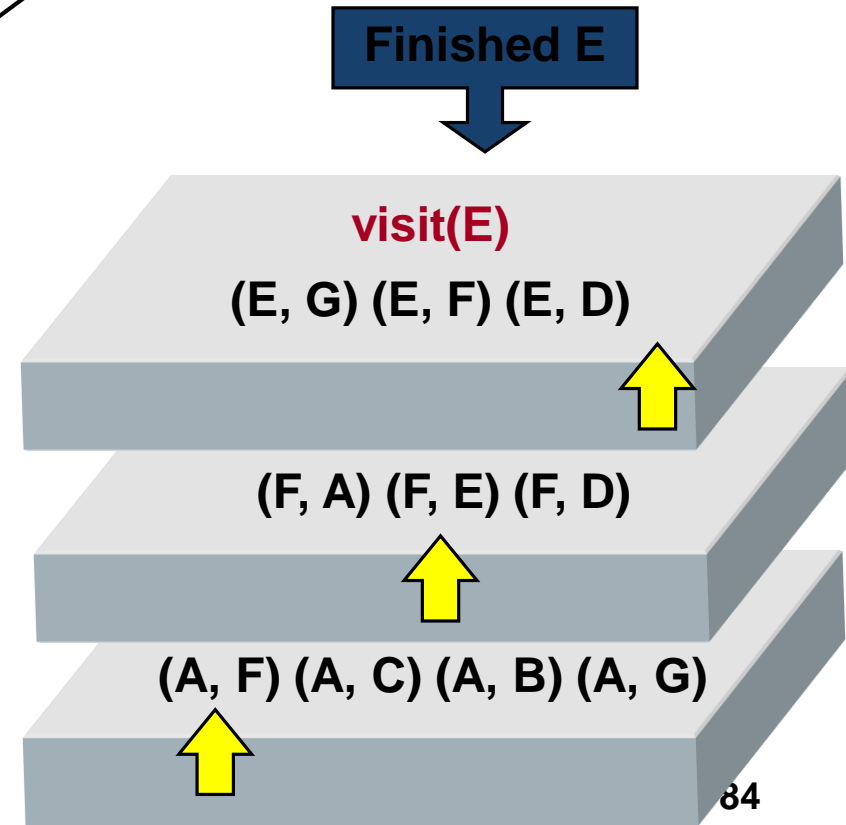 Finished E
visit(E)
(E, G) (E, F) (E, D)
(F, A) (F, E) (F, D)
(A, F) (A, C) (A, B) (A, G)
84